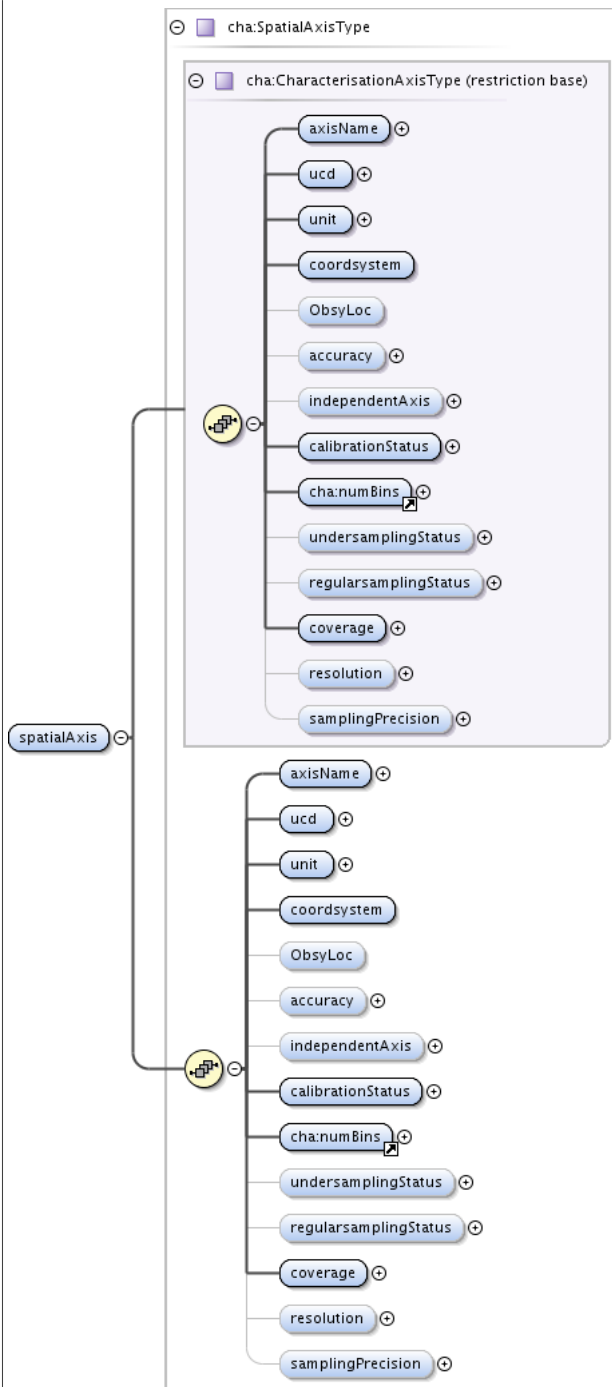 cha:SpatialAxisType
cha:CharacterisationAxisType (restriction base)
axisName
ucd
unit
coordsystem
ObsyLoc
accuracy
independentAxis
calibrationStatus
cha:numBins
undersamplingStatus
regularsamplingStatus
coverage
resolution
samplingPrecision
spatialAxis
axisName
ucd
unit
coordsystem
ObsyLoc
accuracy
independentAxis
calibrationStatus
cha:numBins
undersamplingStatus
regularsamplingStatus
coverage
resolution
samplingPrecision